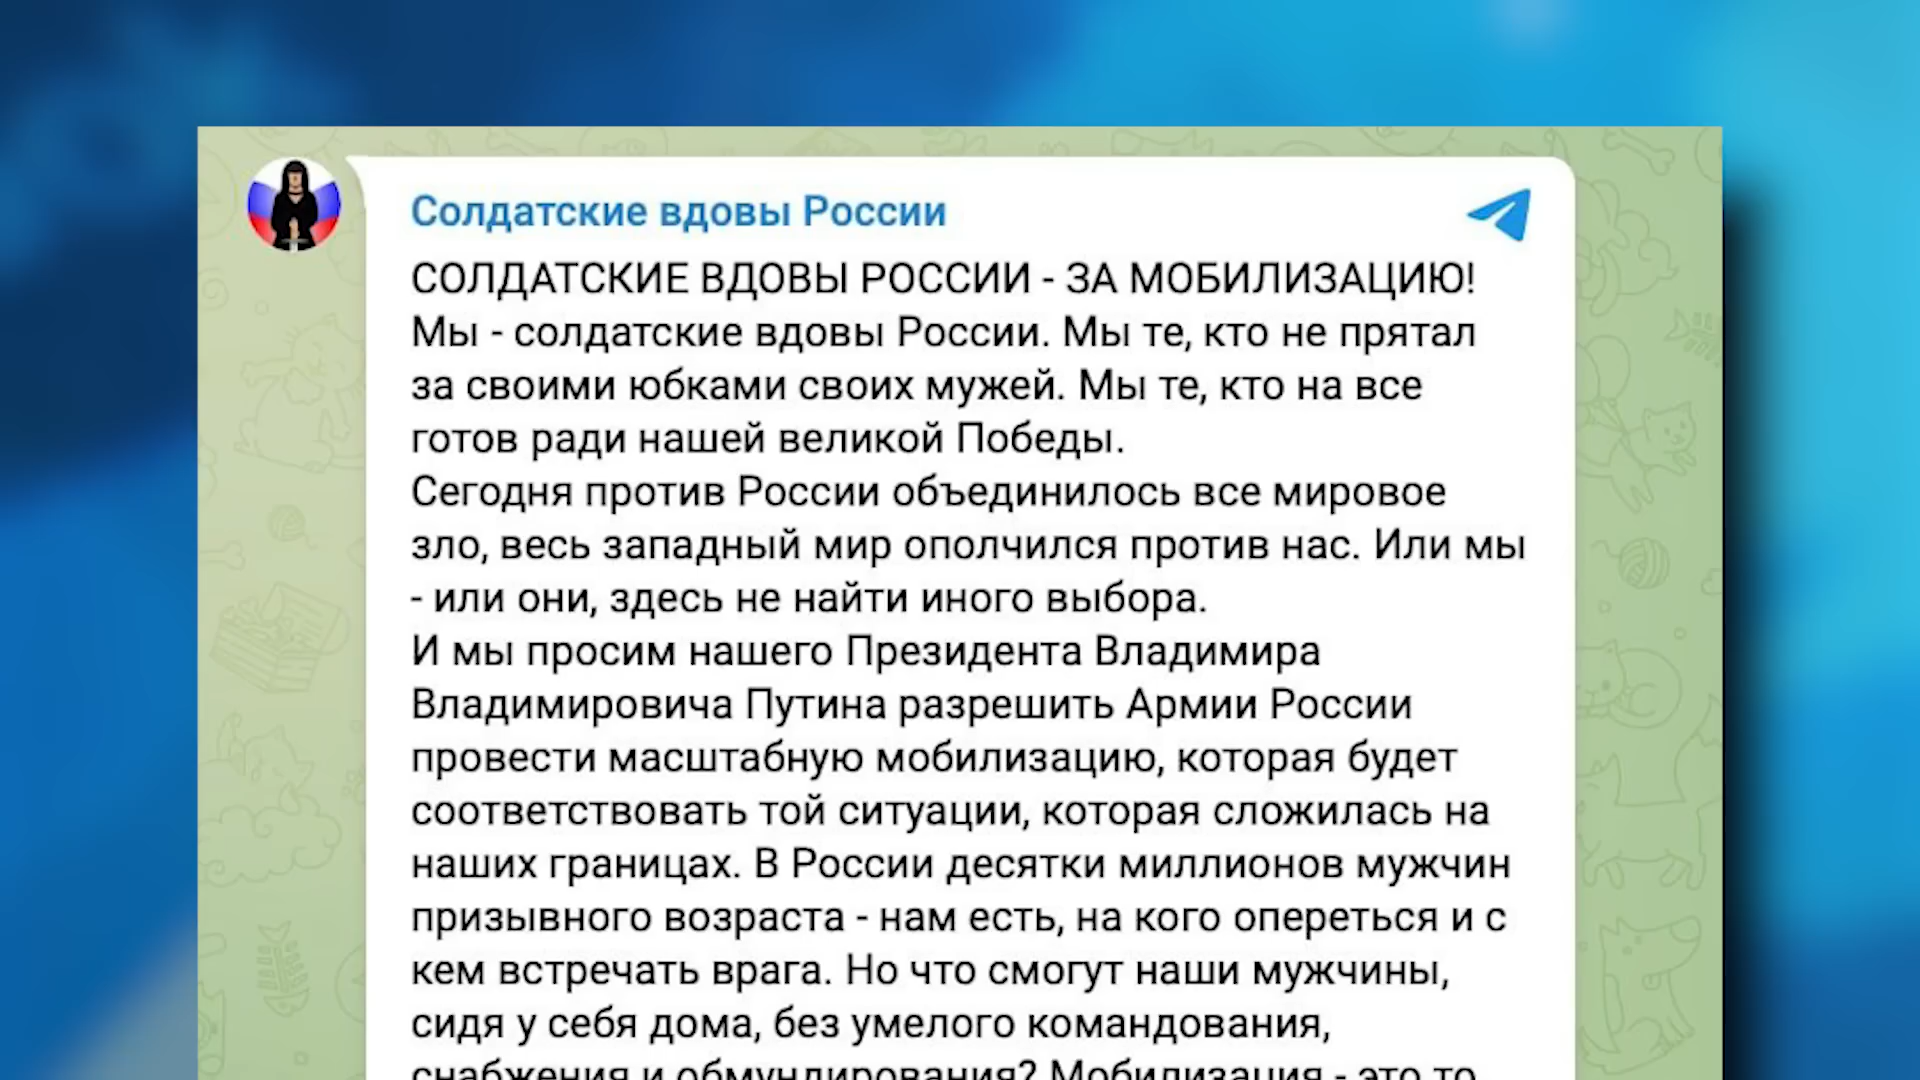 Солдатские вдовы России
СОЛДАТСКИЕ ВДОВЫ РОССИИ - ЗА МОБИЛИЗАЦИЮ!
Мы - солдатские вдовы России. Мы те, кто не прятал
за своими юбками своих мужей. Мы те, кто на все
готов ради нашей великой Победы.
Сегодня против России объединилось все мировое
зло, весь западный мир ополчился против нас. Или мы
- или они, здесь не найти иного выбора.
И мы просим нашего Президента Владимира
Владимировича Путина разрешить Армии России
провести масштабную мобилизацию, которая будет
соответствовать той ситуации, которая сложилась на
наших границах. В России десятки миллионов мужчин
призывного возраста - нам есть, на кого опереться и с
кем встречать врага. Но что смогут наши мужчины,
сидя у себя дома, без умелого командования,
снабжения и обмундирования? Мобилизация - это то